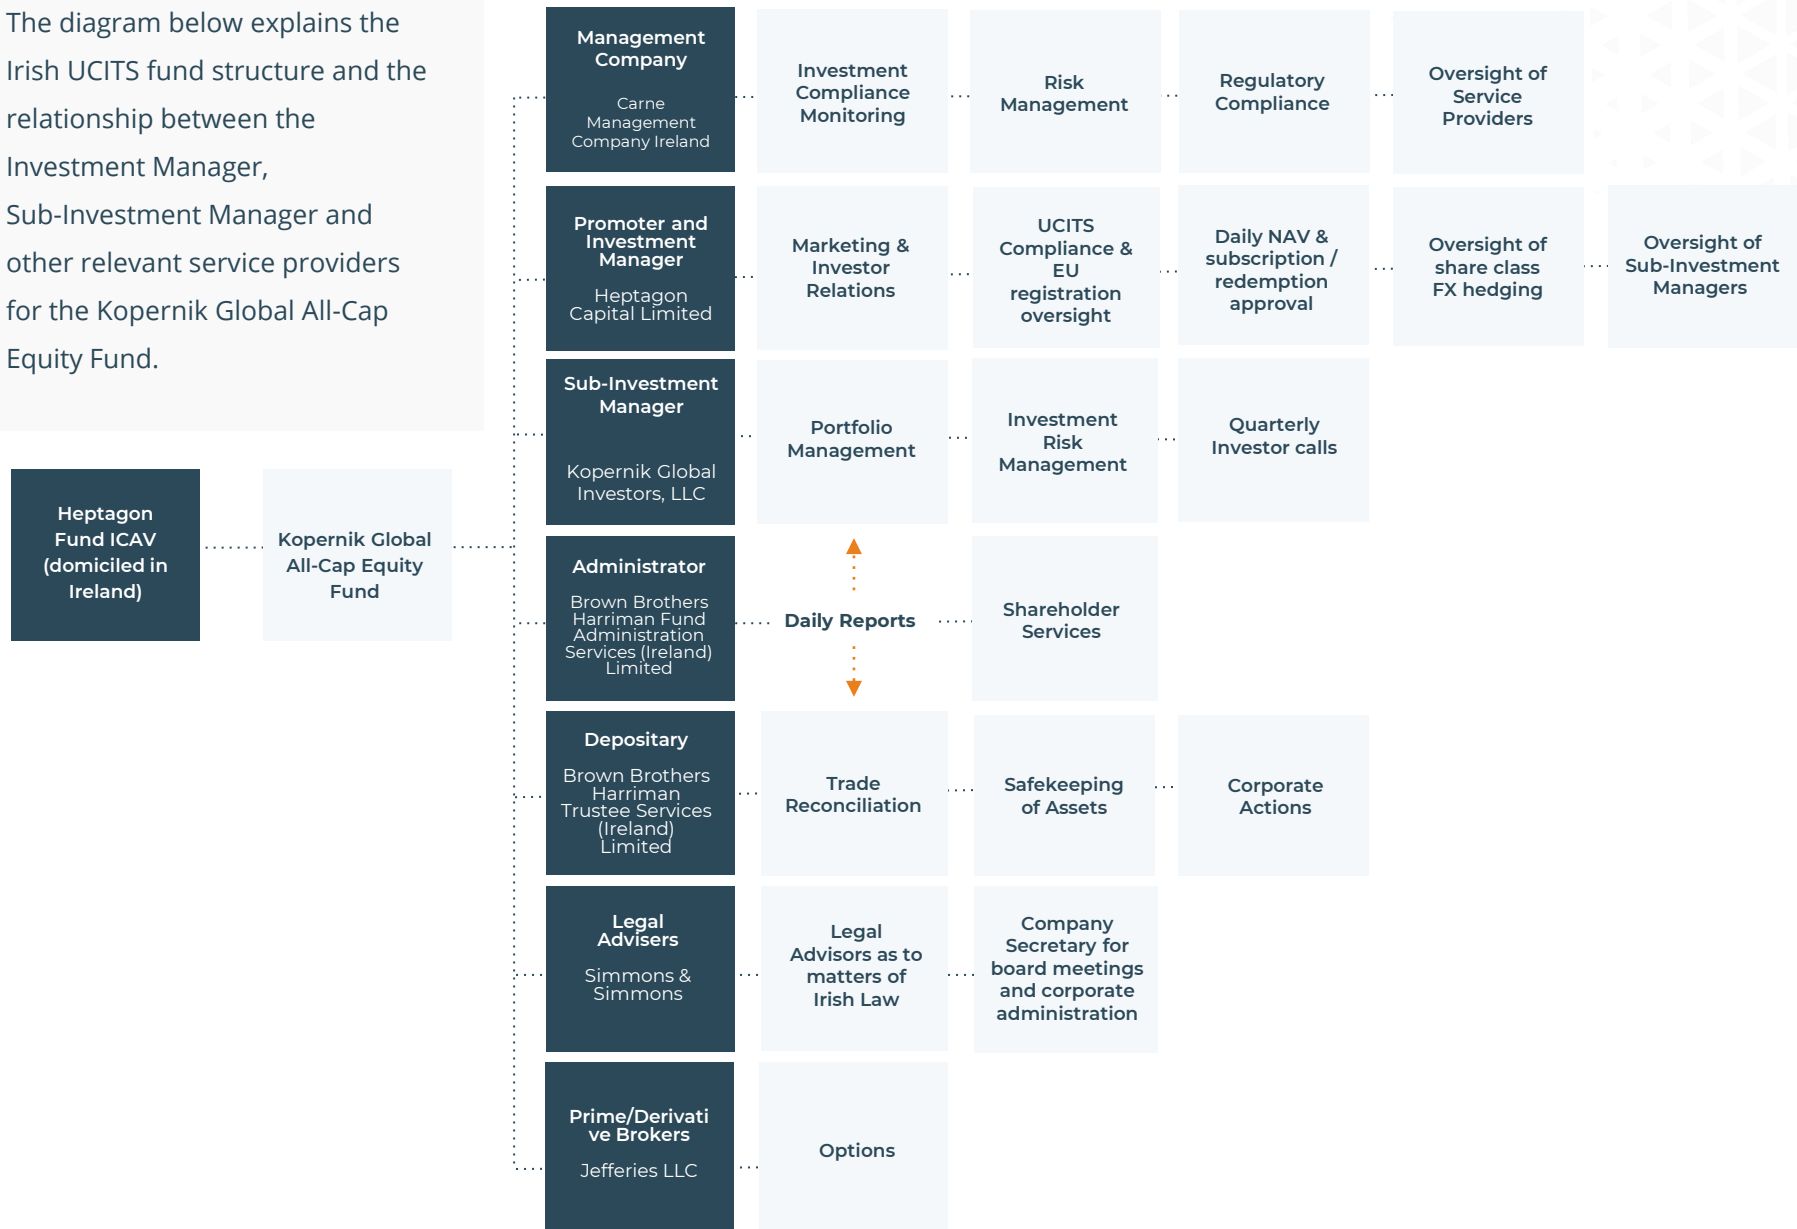 The diagram below explains the
Irish UCITS fund structure and the
relationship between the
Investment Manager,
Sub-Investment Manager and
other relevant service providers
for the Kopernik Global All-Cap
Equity Fund.
Heptagon
Fund ICAV
(domiciled in
Ireland)
Kopernik Global
All-Cap Equity
Fund
Management
Company
Carne
Management
Company Ireland
Investment
Compliance
Monitoring
Risk
Management
Regulatory
Compliance
Oversight of
Service
Providers
Promoter and
Investment
Manager
Heptagon
Capital Limited
Marketing &
Investor
Relations
UCITS
Compliance &
EU
registration
oversight
Daily NAV &
subscription /
redemption
approval
Oversight of
share class
FX hedging
Oversight of
Sub-Investment
Managers
Sub-Investment
Manager
Kopernik Global
Investors, LLC
Portfolio
Management
Investment
Risk
Management
Quarterly
Investor calls
Administrator
Brown Brothers
Harriman Fund
Administration
Services (Ireland)
Limited
Daily Reports
Shareholder
Services
Depositary
Brown Brothers
Harriman
Trustee Services
(Ireland)
Limited
Trade
Reconciliation
Safekeeping
of Assets
Corporate
Actions
Legal
Advisers
Simmons &
Simmons
Legal
Advisors as to
matters of
Irish Law
Company
Secretary for
board meetings
and corporate
administration
Prime/Derivati
ve Brokers
Jefferies LLC
Options